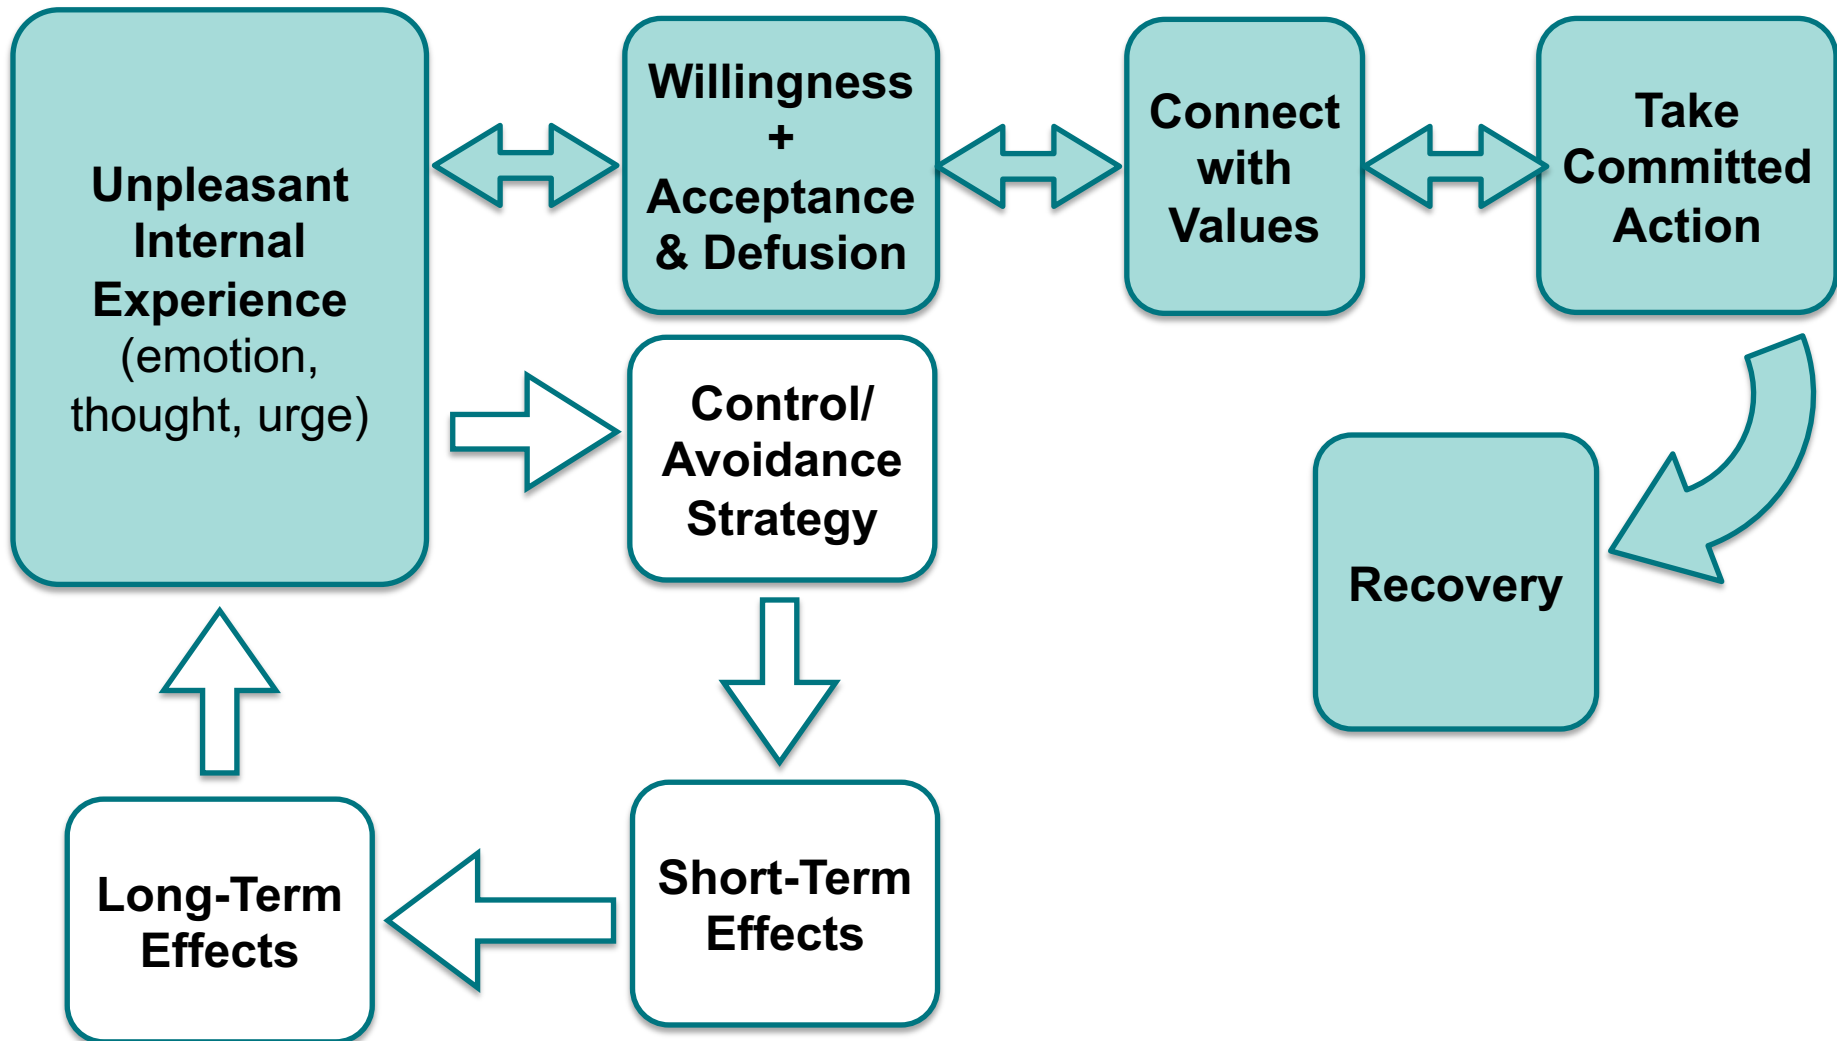 Unpleasant
Internal
Experience
(emotion,
thought, urge)
Willingness
+
Acceptance
& Defusion
Connect
with
Values
Take
Committed
Action
Control/
Avoidance
Strategy
Recovery
Short-Term
Effects
Long-Term
Effects